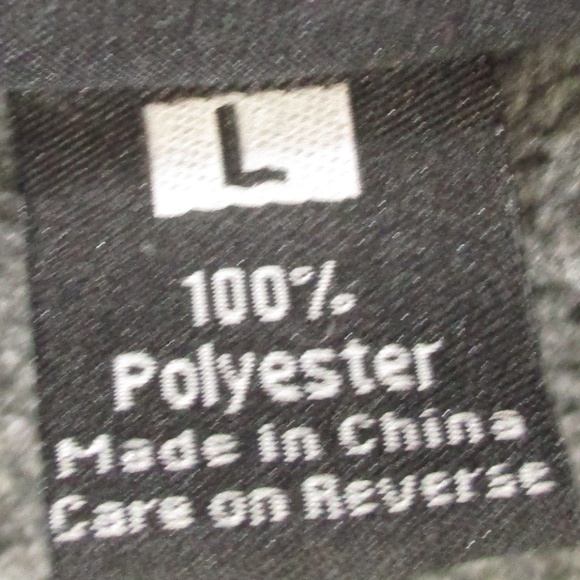 L
100%
Polyester
Made in China
Care on Reverse